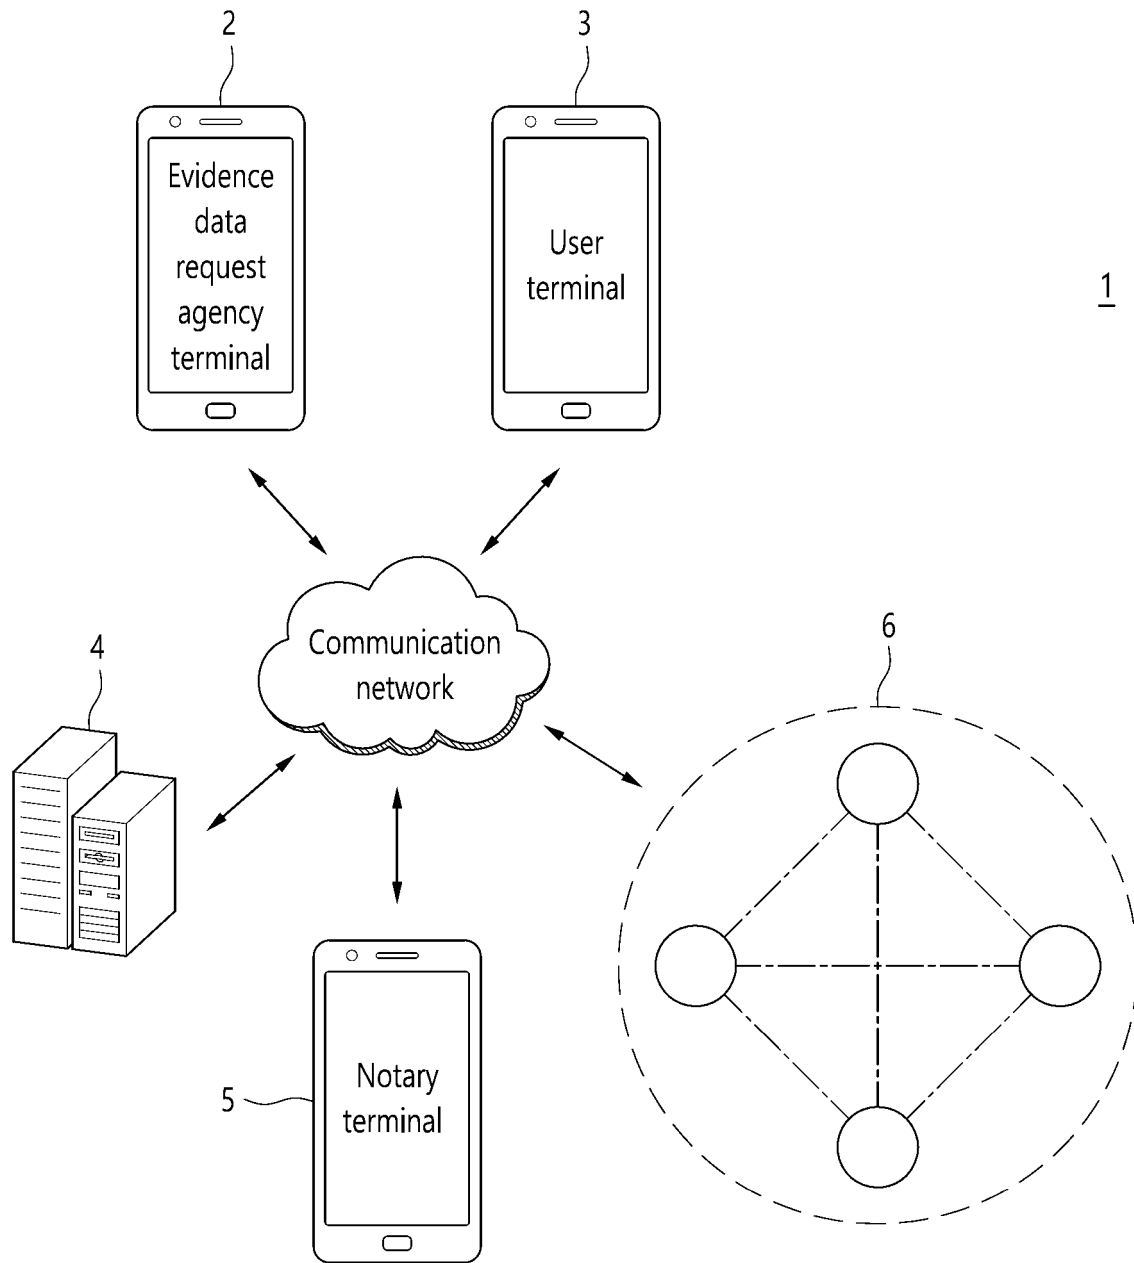 2
3
Evidence
data
request
agency
terminal
User
terminal
1
Communication
network
4
6
5
Notary
terminal